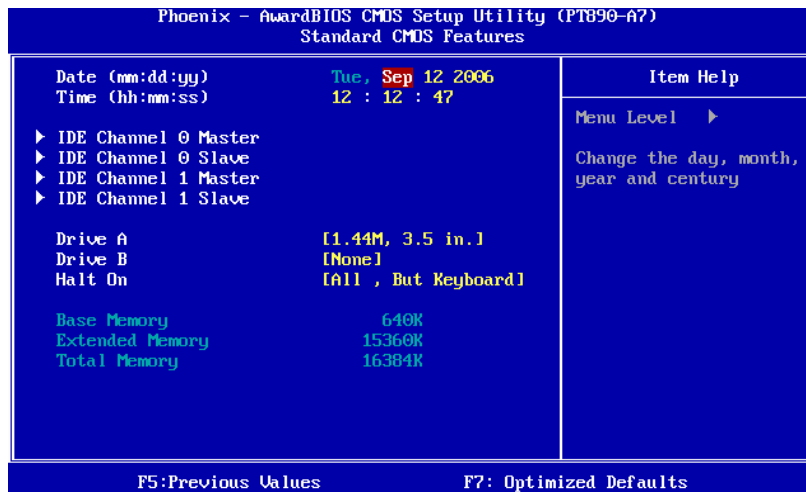 Phoenix - AwardBIOS CMOS Setup Utility (PT890-A7)
Standard CMOS Features
Date (mm:dd:yy) Tue, Sep 12 2006
Time (hh:mm:ss) 12 : 12 : 47
IDE Channel 0 Master
IDE Channel 0 Slave
IDE Channel 1 Master
IDE Channel 1 Slave
Drive A [1.44M, 3.5 in.]
Drive B [None]
Halt On [All , But Keyboard]
Base Memory 640K
Extended Memory 15360K
Total Memory 16384K
Item Help
Menu Level
Change the day, month,
year and century
F5:Previous Values F7: Optimized Defaults